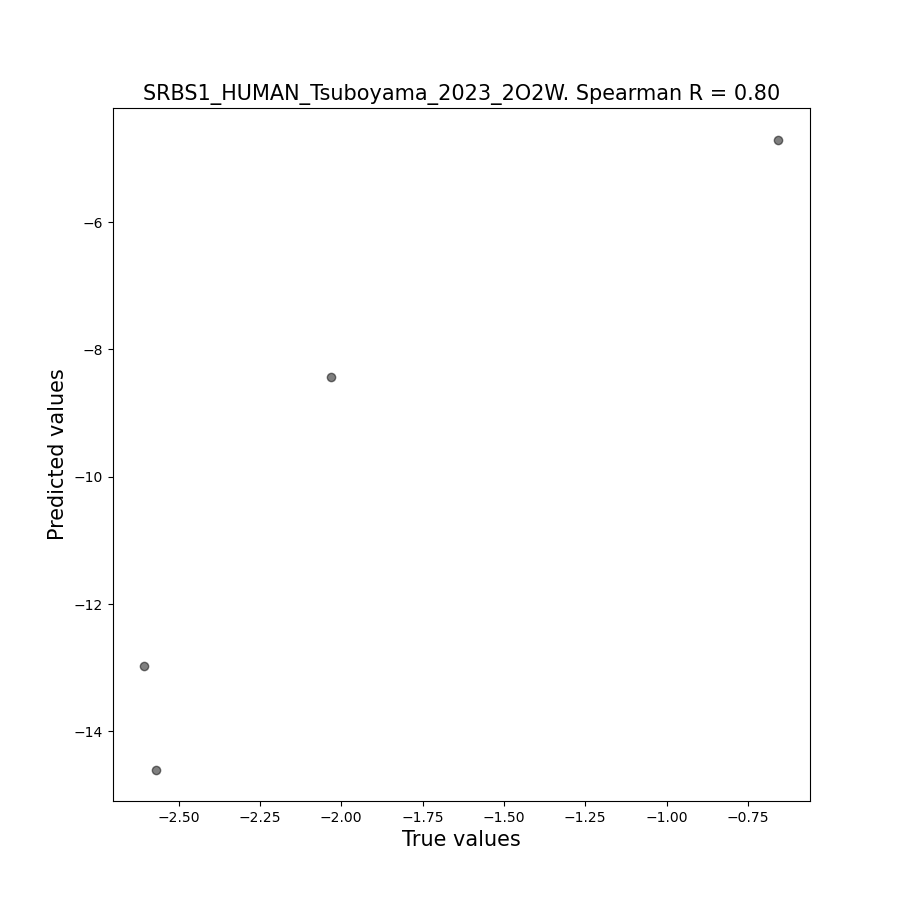 SRBS1_HUMAN_Tsuboyama_2023_2O2W. Spearman R = 0.80
−6
−8
−10
−12
−14
Predicted values
−2.50 −2.25 −2.00 −1.75 −1.50 −1.25 −1.00 −0.75
True values